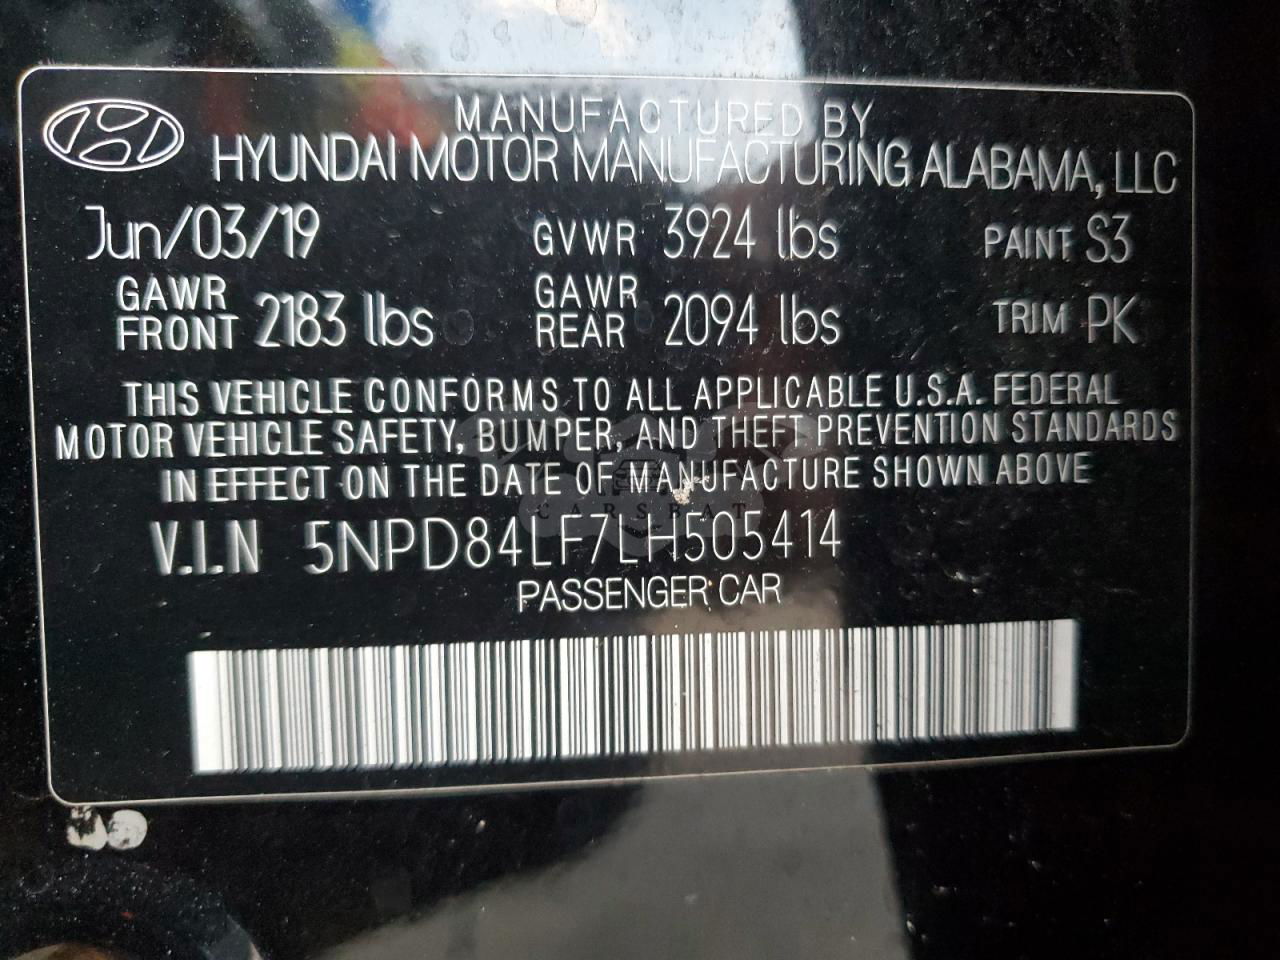 MANUFACTURED BY
HYUNDAI MOTOR MANUFACTURING ALABAMA, LLC
Jun/03/19 GVWR 3924 lbs PAINT S3
GAWR FRONT 2183 lbs GAWR REAR 2094 lbs TRIM PK
THIS VEHICLE CONFORMS TO ALL APPLICABLE U.S.A. FEDERAL
MOTOR VEHICLE SAFETY, BUMPER, AND THEFT PREVENTION STANDARDS
IN EFFECT ON THE DATE OF MANUFACTURE SHOWN ABOVE
CARSBAT
V.I.N 5NPD84LF7LH505414
PASSENGER CAR